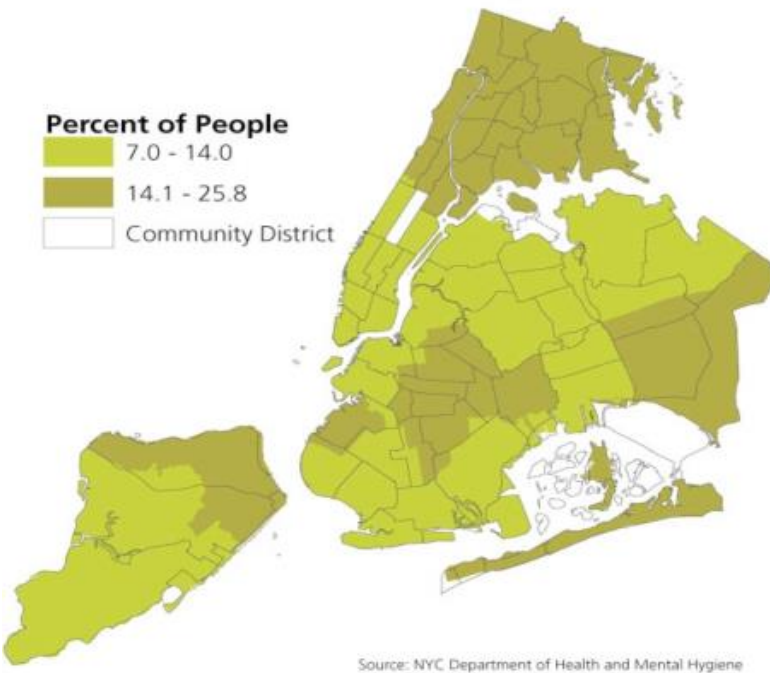 Percent of People
7.0 - 14.0
14.1 - 25.8
Community District
Source: NYC Department of Health and Mental Hygiene